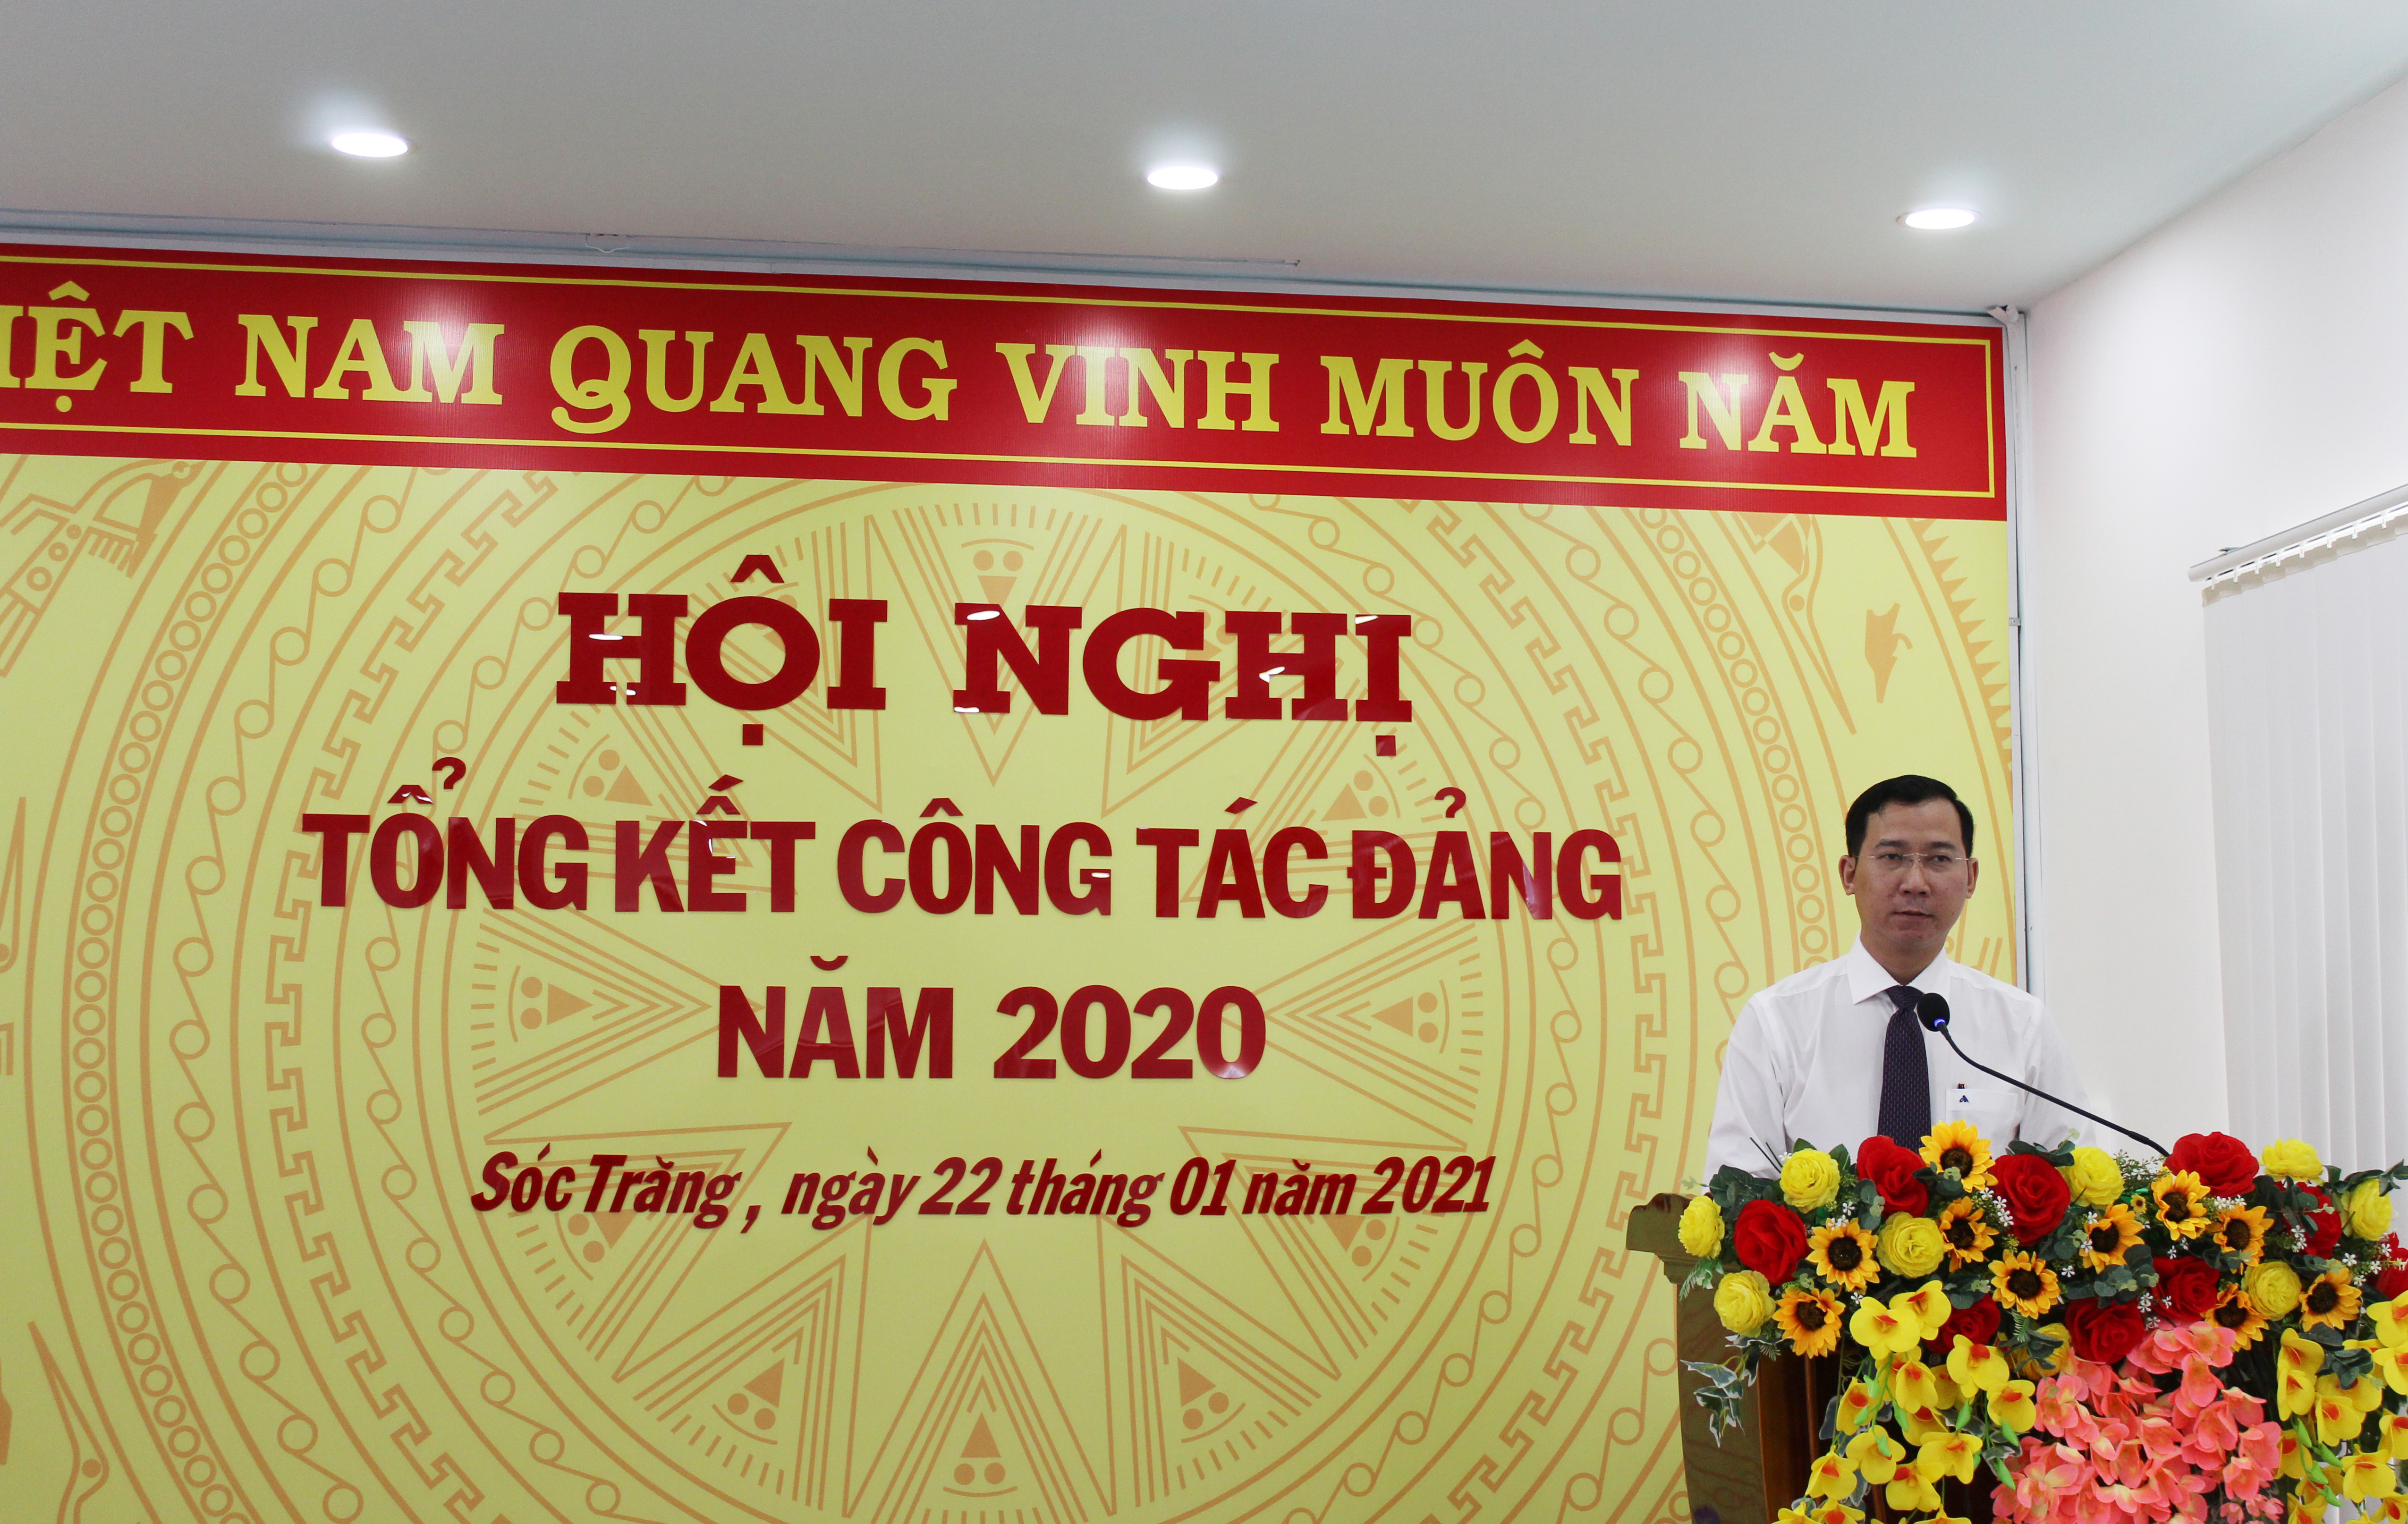 NAM QUANG VINH MUÔN NĂM
HỘI NGHỊ
TỔNG KẾT CÔNG TÁC ĐẢNG
NĂM 2020
Sóc Trăng, ngày 22 tháng 01 năm 2021